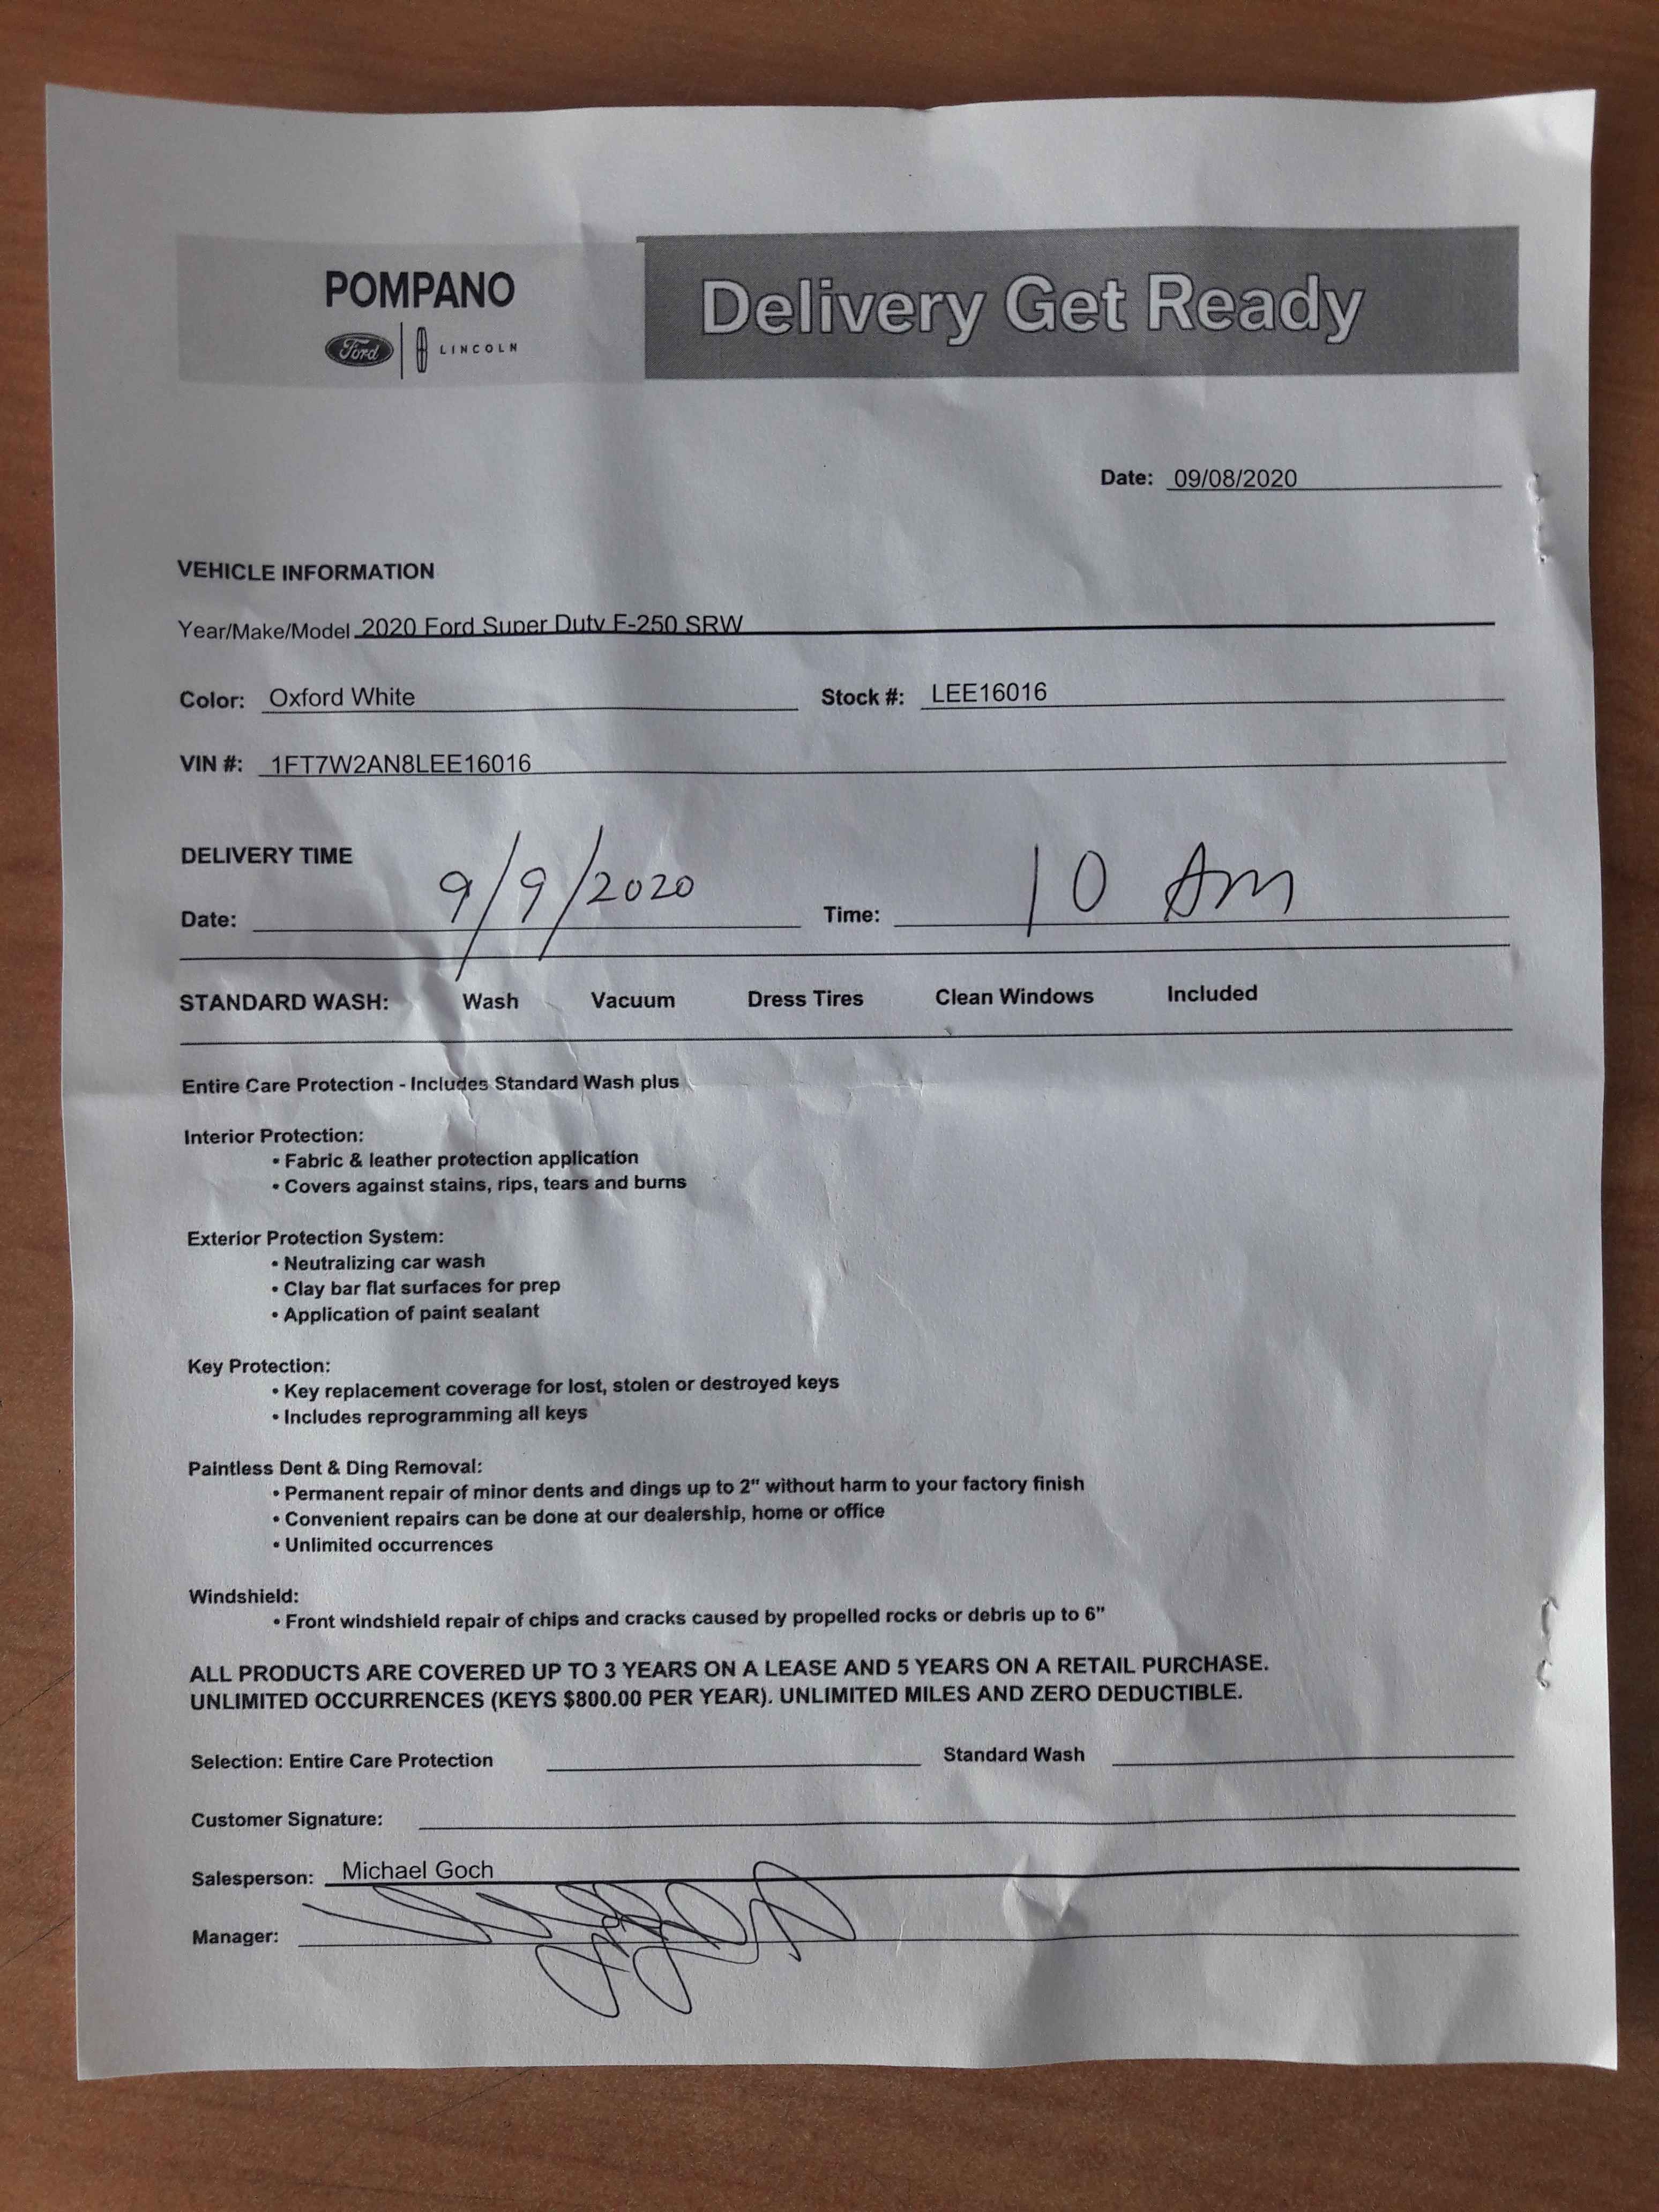 POMPANO
Ford LINCOLN
Delivery Get Ready
Date: 09/08/2020
VEHICLE INFORMATION
Year/Make/Model 2020 Ford Super Duty F-250 SRW
Color: Oxford White Stock #: LEE16016
VIN #: 1FT7W2AN8LEE16016
DELIVERY TIME
Date: 9/9/2020 Time: 10 Am
STANDARD WASH: Wash Vacuum Dress Tires Clean Windows Included
Entire Care Protection - Includes Standard Wash plus
Interior Protection:
• Fabric & leather protection application
• Covers against stains, rips, tears and burns
Exterior Protection System:
• Neutralizing car wash
• Clay bar flat surfaces for prep
• Application of paint sealant
Key Protection:
• Key replacement coverage for lost, stolen or destroyed keys
• Includes reprogramming all keys
Paintless Dent & Ding Removal:
• Permanent repair of minor dents and dings up to 2" without harm to your factory finish
• Convenient repairs can be done at our dealership, home or office
• Unlimited occurrences
Windshield:
• Front windshield repair of chips and cracks caused by propelled rocks or debris up to 6"
ALL PRODUCTS ARE COVERED UP TO 3 YEARS ON A LEASE AND 5 YEARS ON A RETAIL PURCHASE.
UNLIMITED OCCURRENCES (KEYS $800.00 PER YEAR). UNLIMITED MILES AND ZERO DEDUCTIBLE.
Selection: Entire Care Protection Standard Wash
Customer Signature:
Salesperson: Michael Goch
Manager: